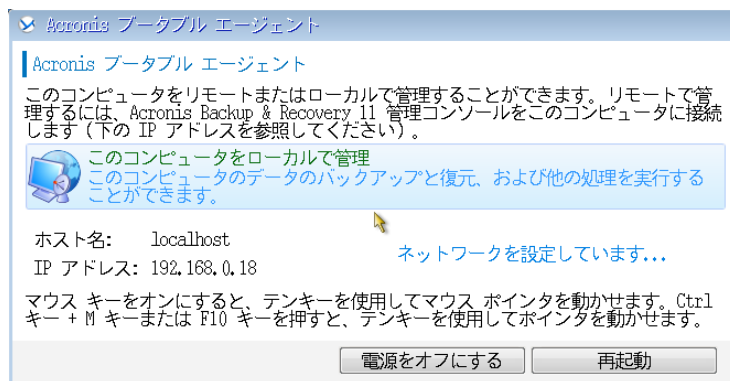 Acronis ブータブル エージェント
Acronis ブータブル エージェント
このコンピュータをリモートまたはローカルで管理することができます。リモートで管
理するには、Acronis Backup & Recovery 11 管理コンソールをこのコンピュータに接続
します（下の IP アドレスを参照してください）。
このコンピュータをローカルで管理
このコンピュータのデータのバックアップと復元、および他の処理を実行する
ことができます。
ホスト名: localhost
ネットワークを設定しています...
IP アドレス: 192.168.0.18
マウス キーをオンにすると、テンキーを使用してマウス ポインタを動かせます。Ctrl
キー + M キーまたは F10 キーを押すと、テンキーを使用してポインタを動かせます。
電源をオフにする 再起動